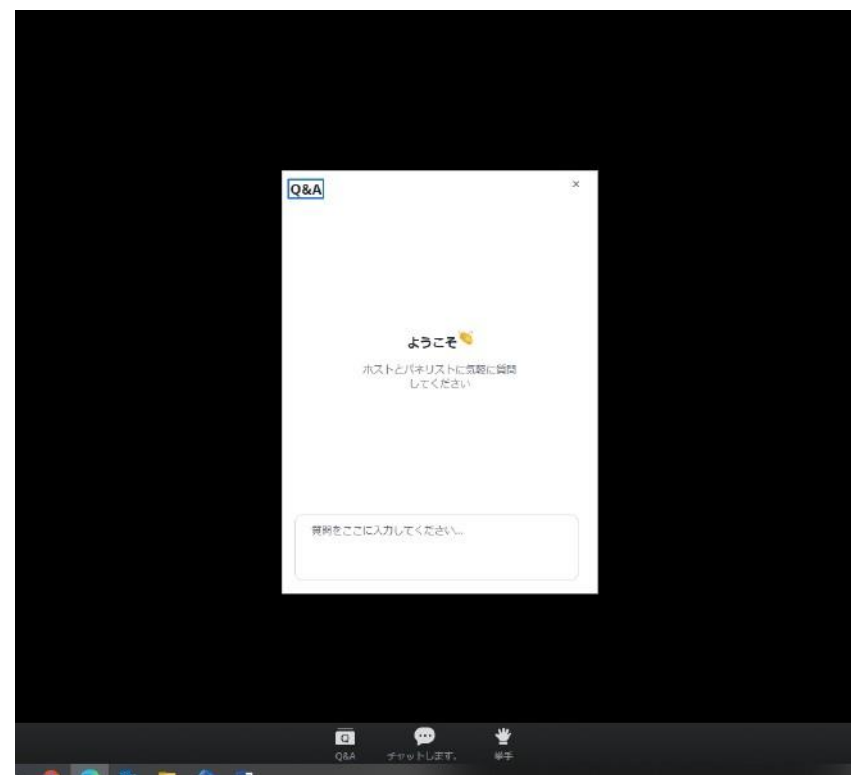 Q&A
×
ようこそ
ホストとパネリストに気軽に質問
してください
質問をここに入力してください...
Q
Q&A
チャットします。
挙手